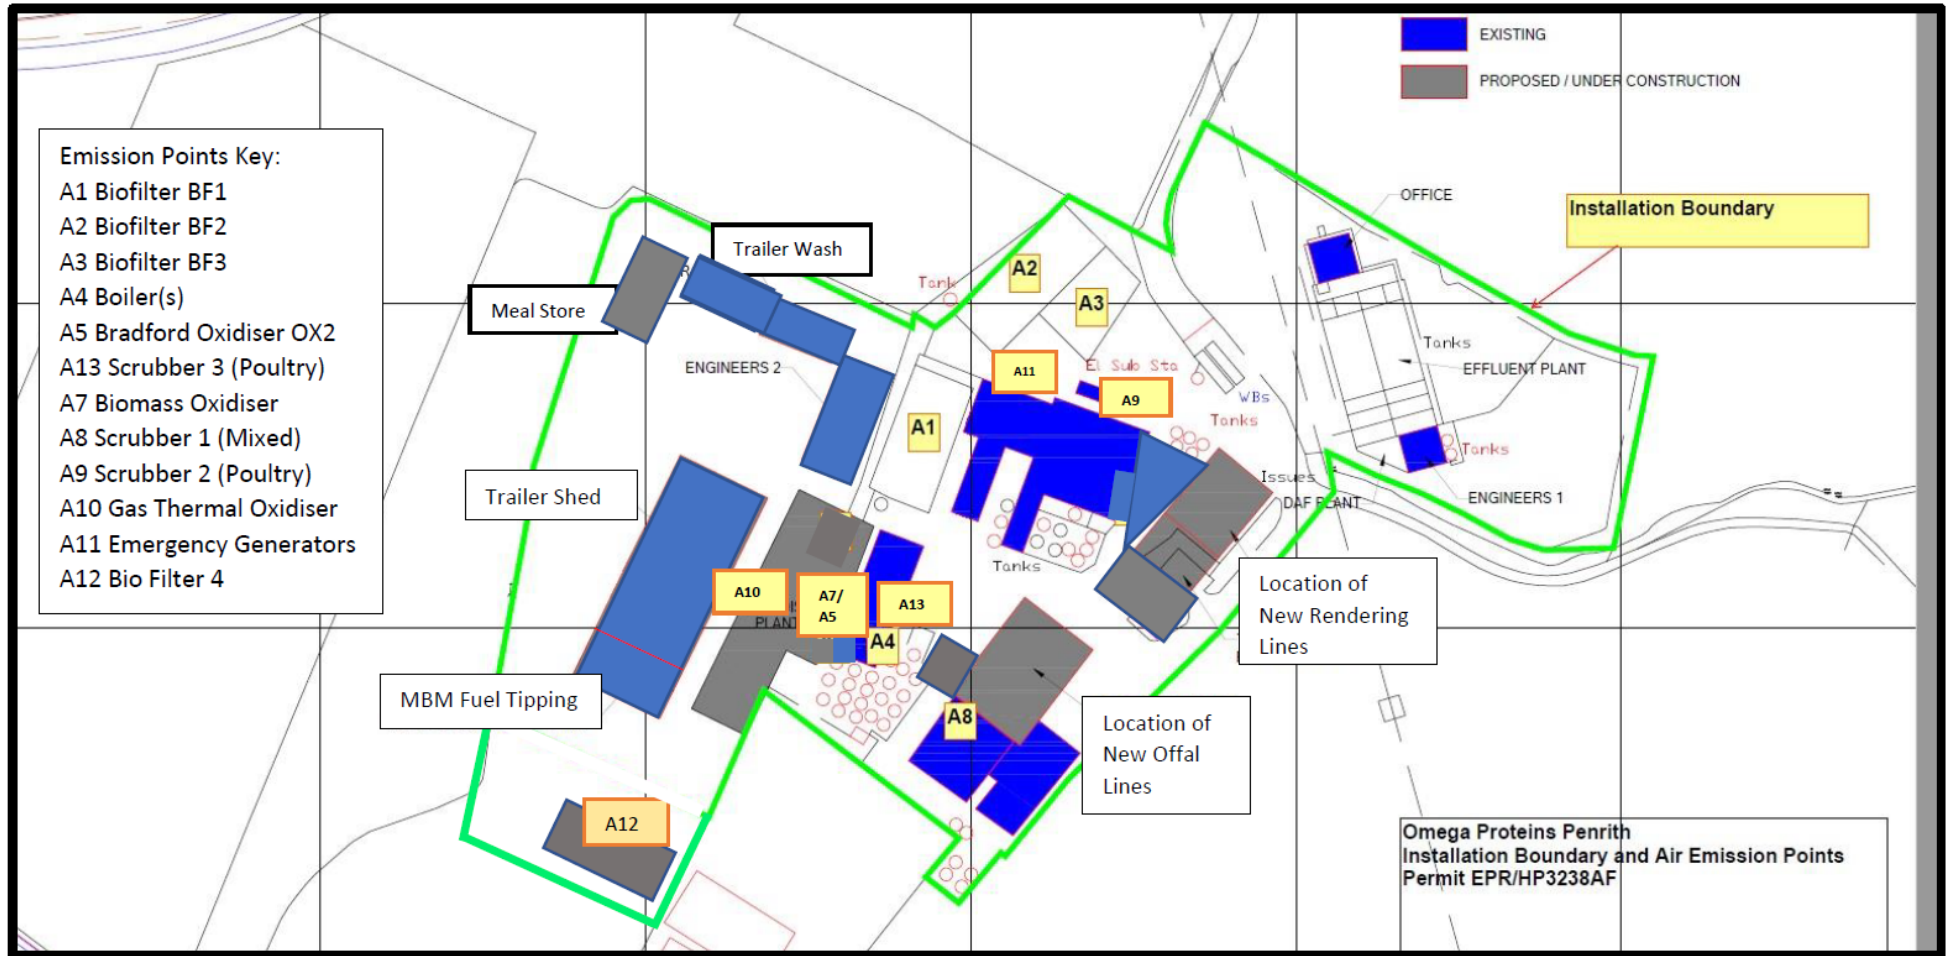 EXISTING
PROPOSED / UNDER CONSTRUCTION
Emission Points Key:
A1 Biofilter BF1
A2 Biofilter BF2
A3 Biofilter BF3
A4 Boiler(s)
A5 Bradford Oxidiser OX2
A13 Scrubber 3 (Poultry)
A7 Biomass Oxidiser
A8 Scrubber 1 (Mixed)
A9 Scrubber 2 (Poultry)
A10 Gas Thermal Oxidiser
A11 Emergency Generators
A12 Bio Filter 4
OFFICE
Installation Boundary
Trailer Wash
Meal Store
Tank
A2
A3
ENGINEERS 2
A11
El Sub Sta
A9
WBs
Tanks
Tanks
EFFLUENT PLANT
A1
Tanks
Issues
DAF PLANT
ENGINEERS 1
Trailer Shed
Tanks
A10
A7/
A5
A13
PLANT
A4
Location of
New Rendering
Lines
MBM Fuel Tipping
A8
Location of
New Offal
Lines
A12
Omega Proteins Penrith
Installation Boundary and Air Emission Points
Permit EPR/HP3238AF